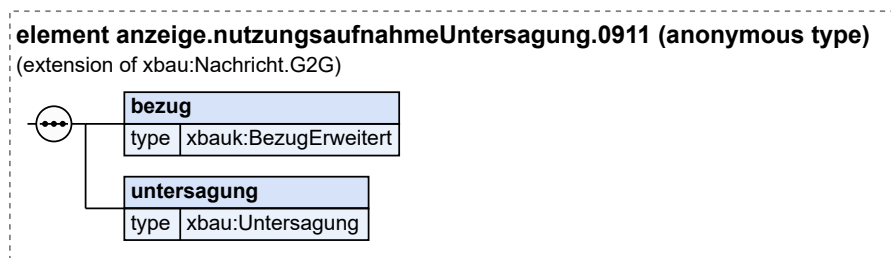 element anzeige.nutzungsaufnahmeUntersagung.0911 (anonymous type)
(extension of xbau:Nachricht.G2G)
bezug
type xbauk:BezugErweitert
untersagung
type xbau:Untersagung